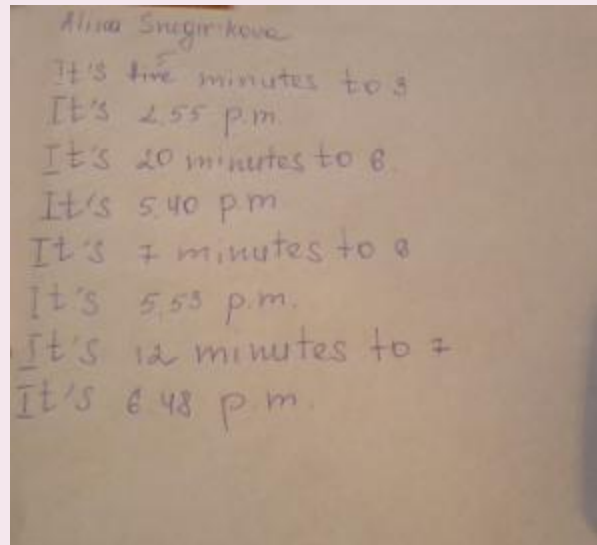 Alina Snegirikova
It's five minutes to 3
It's 2.55 p.m.
It's 20 minutes to 6.
It's 5.40 p.m
It's 7 minutes to
It's 5.53 p.m.
It's 12 minutes to 7
It's 6 48 p.m.